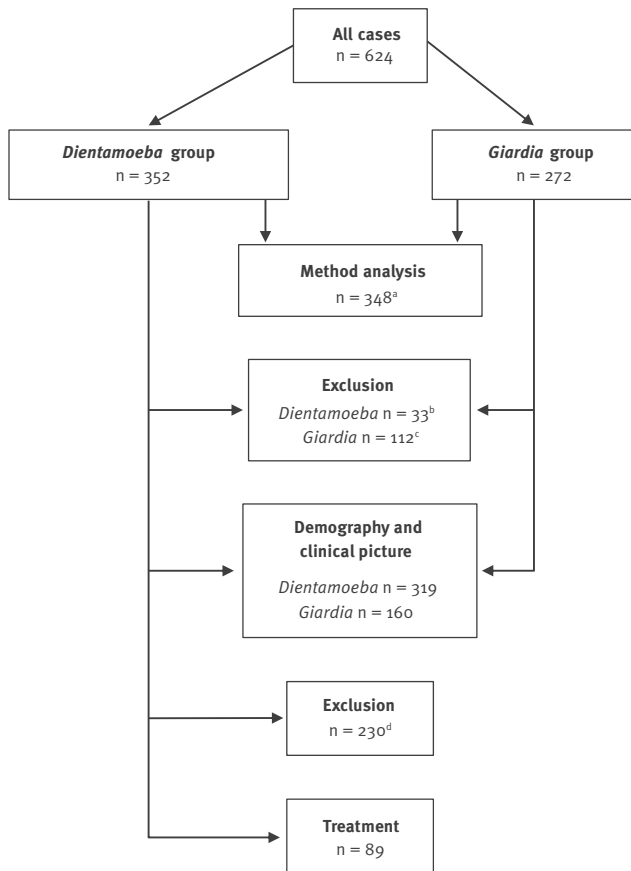 All cases
n = 624
Dientamoeba group
n = 352
Giardia group
n = 272
Method analysis
n = 348ᵃ
Exclusion
Dientamoeba n = 33ᵇ
Giardia n = 112ᶜ
Demography and
clinical picture
Dientamoeba n = 319
Giardia n = 160
Exclusion
n = 230ᵈ
Treatment
n = 89